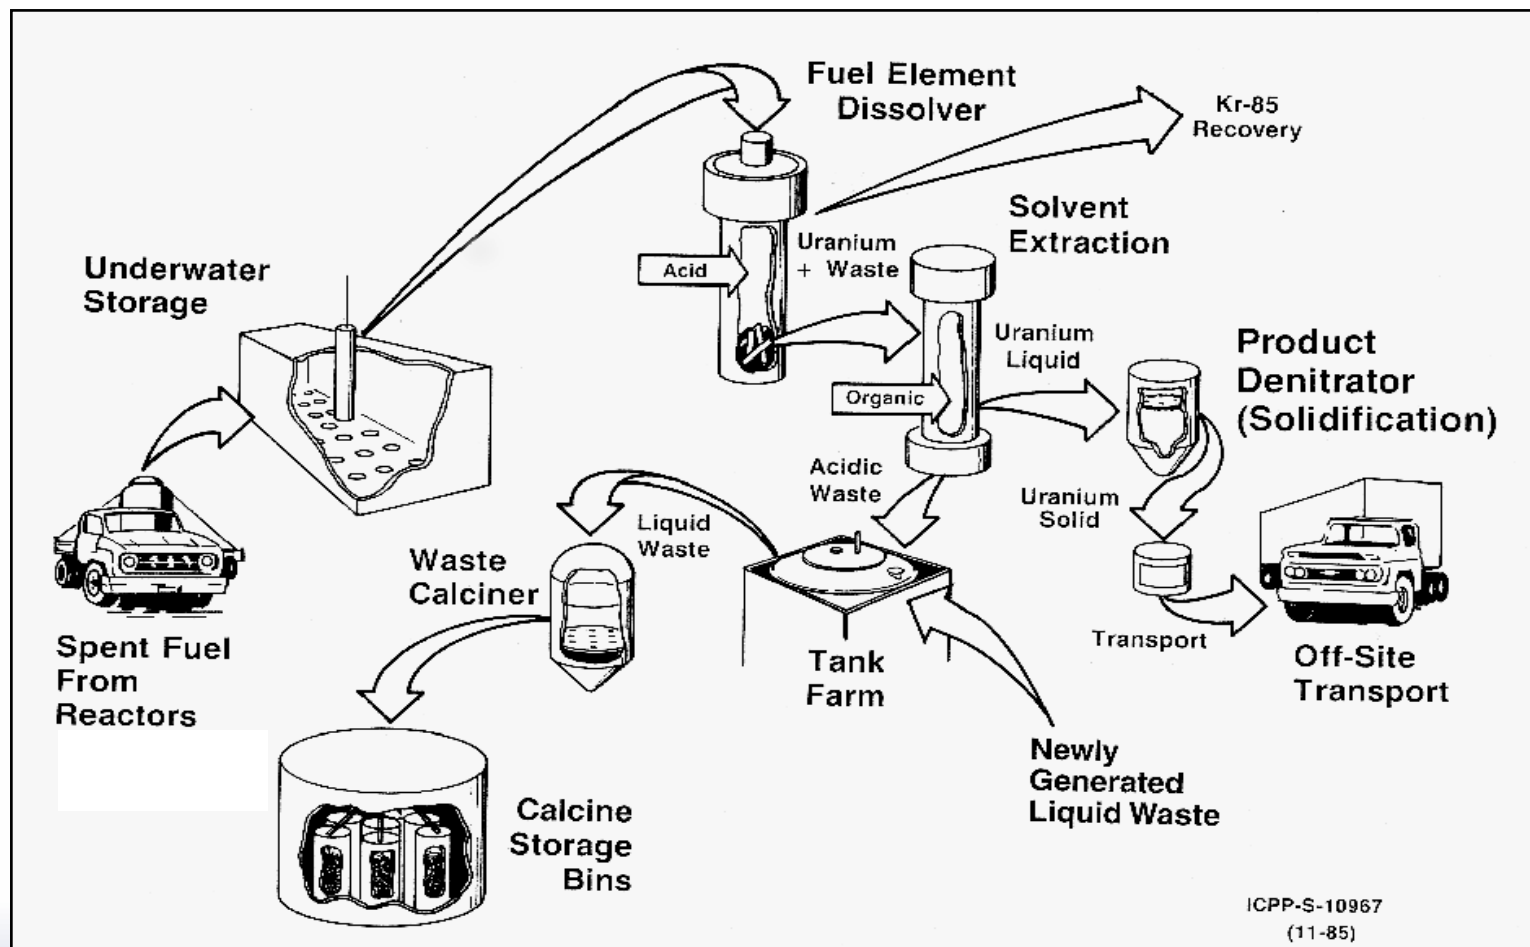 Fuel Element
Dissolver
Kr-85
Recovery
Solvent
Extraction
Uranium
+ Waste
Acid
Underwater
Storage
Uranium
Liquid
Product
Denitrator
(Solidification)
Organic
Acidic
Waste
Uranium
Solid
Liquid
Waste
Waste
Calciner
Transport
Off-Site
Transport
Spent Fuel
From
Reactors
Tank
Farm
Newly
Generated
Liquid Waste
Calcine
Storage
Bins
ICPP-S-10967
(11-85)